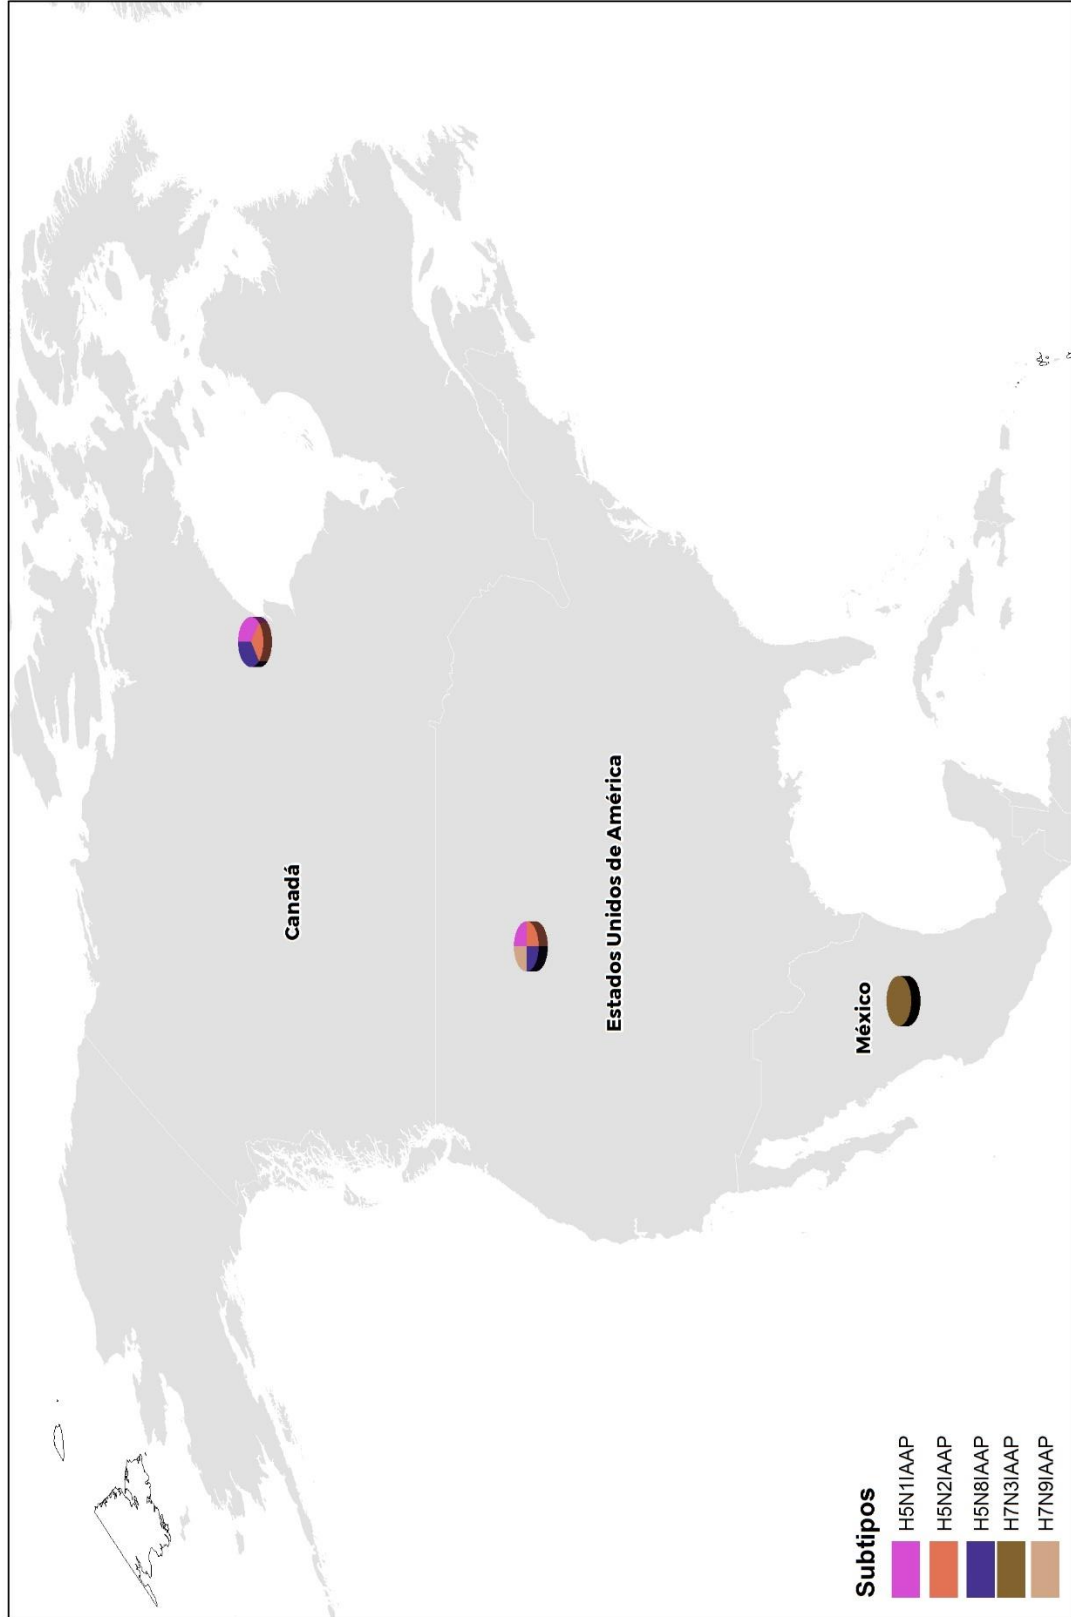 Canadá
Estados Unidos de América
México
Subtipos
H5N1IAAP
H5N2IAAP
H5N8IAAP
H7N3IAAP
H7N9IAAP